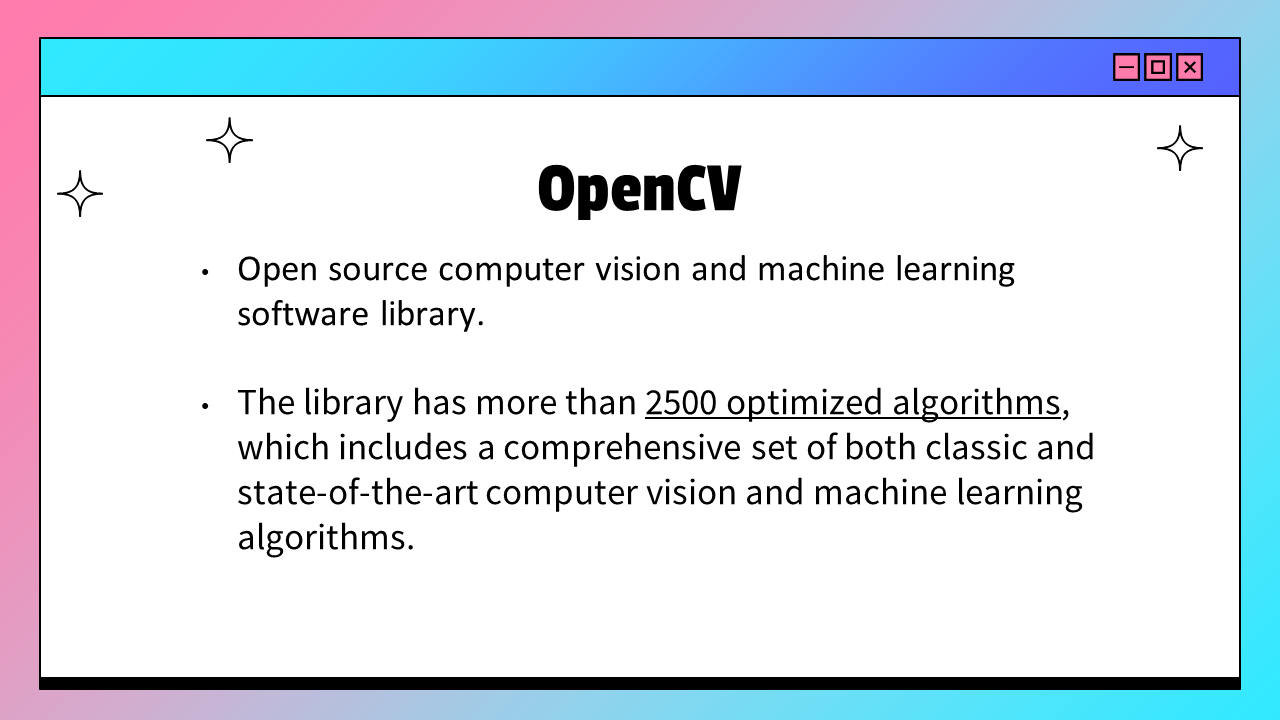 OpenCV
• Open source computer vision and machine learning
software library.
• The library has more than 2500 optimized algorithms,
which includes a comprehensive set of both classic and
state-of-the-art computer vision and machine learning
algorithms.